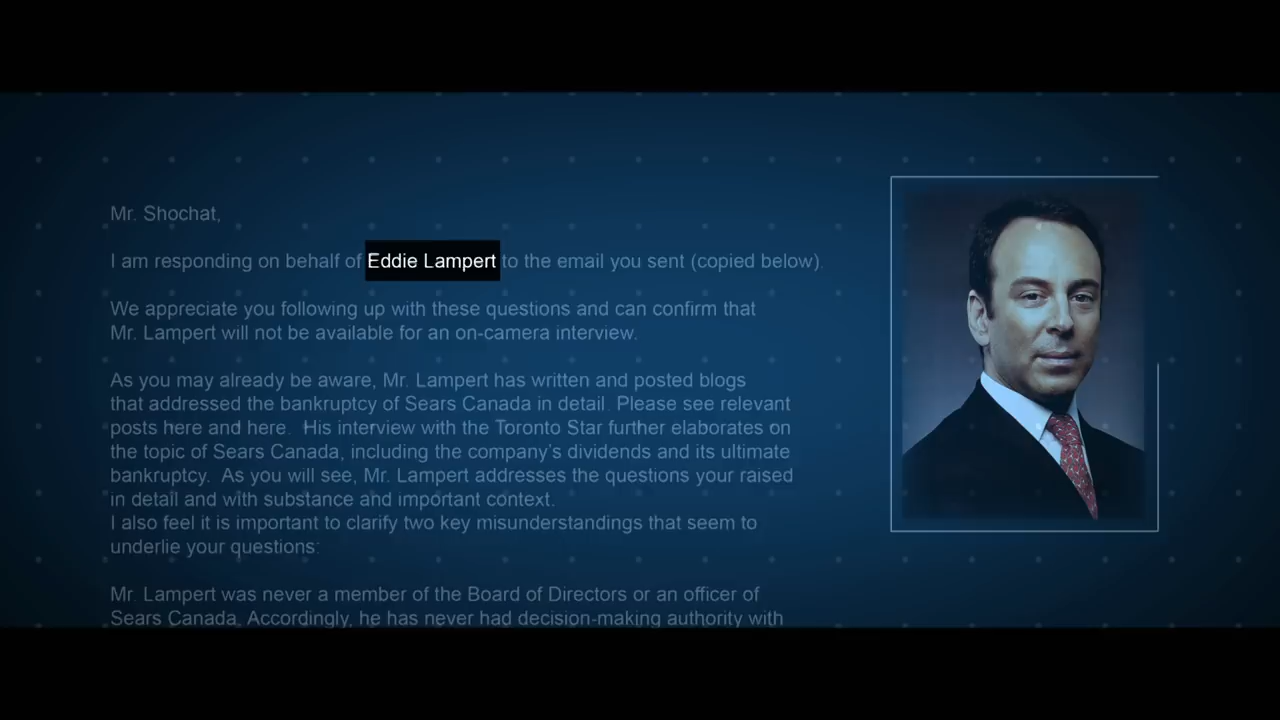 Mr. Shochat,
I am responding on behalf of Eddie Lampert to the email you sent (copied below).
We appreciate you following up with these questions and can confirm that
Mr. Lampert will not be available for an on-camera interview.
As you may already be aware, Mr. Lampert has written and posted blogs
that addressed the bankruptcy of Sears Canada in detail. Please see relevant
posts here and here.  His interview with the Toronto Star further elaborates on
the topic of Sears Canada, including the company's dividends and its ultimate
bankruptcy.  As you will see, Mr. Lampert addresses the questions your raised
in detail and with substance and important context.
I also feel it is important to clarify two key misunderstandings that seem to
underlie your questions:
Mr. Lampert was never a member of the Board of Directors or an officer of
Sears Canada. Accordingly, he has never had decision-making authority with